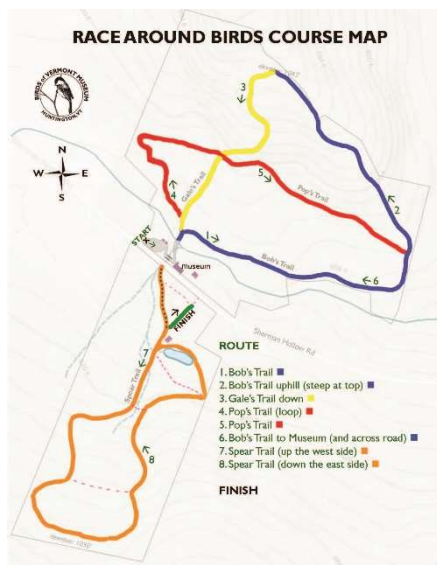 RACE AROUND BIRDS COURSE MAP
BIRDS of VERMONT MUSEUM
HUNTINGTON, VT
N
W E
S
3
Gale's Trail
4
5
Pop's Trail
2
START
1
Bob's Trail
6
museum
FINISH
Sherman Hollow Rd
7
Spear Trail
8
ROUTE
1. Bob's Trail
2. Bob's Trail uphill (steep at top)
3. Gale's Trail down
4. Pop's Trail (loop)
5. Pop's Trail
6. Bob's Trail to Museum (and across road)
7. Spear Trail (up the west side)
8. Spear Trail (down the east side)
FINISH